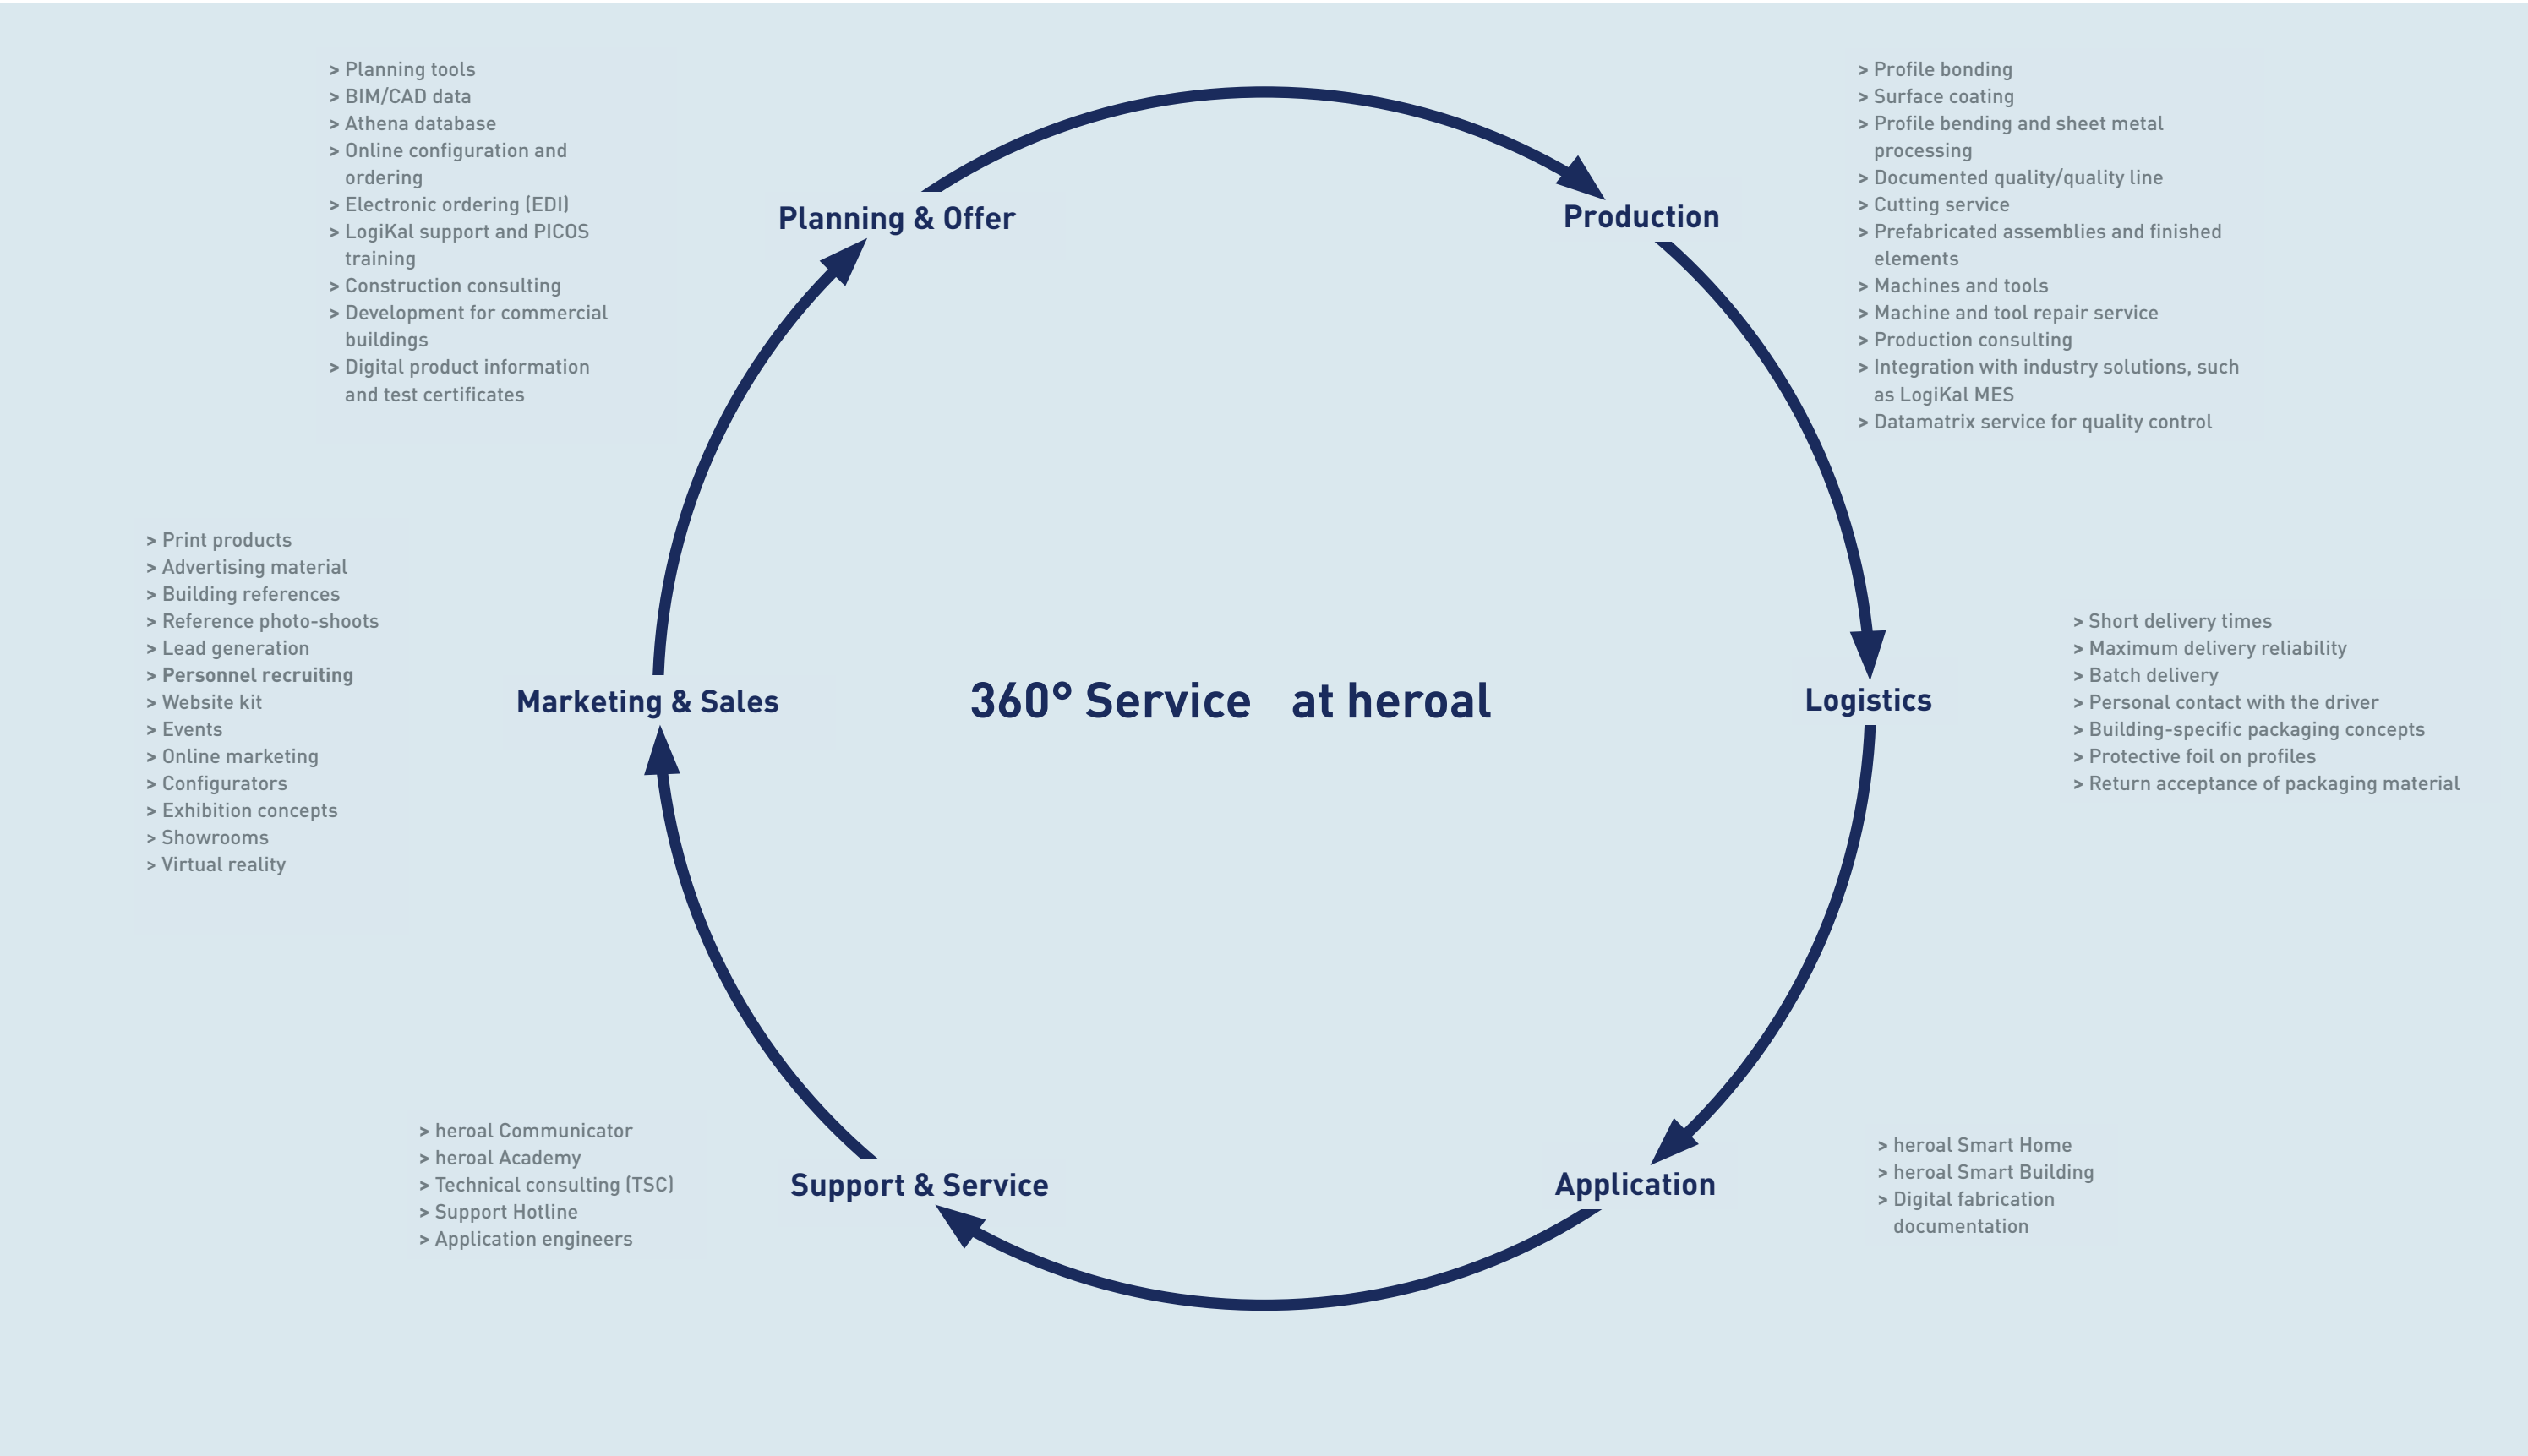 > Planning tools
> BIM/CAD data
> Athena database
> Online configuration and
ordering
> Electronic ordering (EDI)
> LogiKal support and PICOS
training
> Construction consulting
> Development for commercial
buildings
> Digital product information
and test certificates
Planning & Offer
Production
> Profile bonding
> Surface coating
> Profile bending and sheet metal
processing
> Documented quality/quality line
> Cutting service
> Prefabricated assemblies and finished
elements
> Machines and tools
> Machine and tool repair service
> Production consulting
> Integration with industry solutions, such
as LogiKal MES
> Datamatrix service for quality control
> Print products
> Advertising material
> Building references
> Reference photo-shoots
> Lead generation
> Personnel recruiting
> Website kit
> Events
> Online marketing
> Configurators
> Exhibition concepts
> Showrooms
> Virtual reality
Marketing & Sales
360° Service at heroal
Logistics
> Short delivery times
> Maximum delivery reliability
> Batch delivery
> Personal contact with the driver
> Building-specific packaging concepts
> Protective foil on profiles
> Return acceptance of packaging material
> heroal Communicator
> heroal Academy
> Technical consulting (TSC)
> Support Hotline
> Application engineers
Support & Service
Application
> heroal Smart Home
> heroal Smart Building
> Digital fabrication
documentation